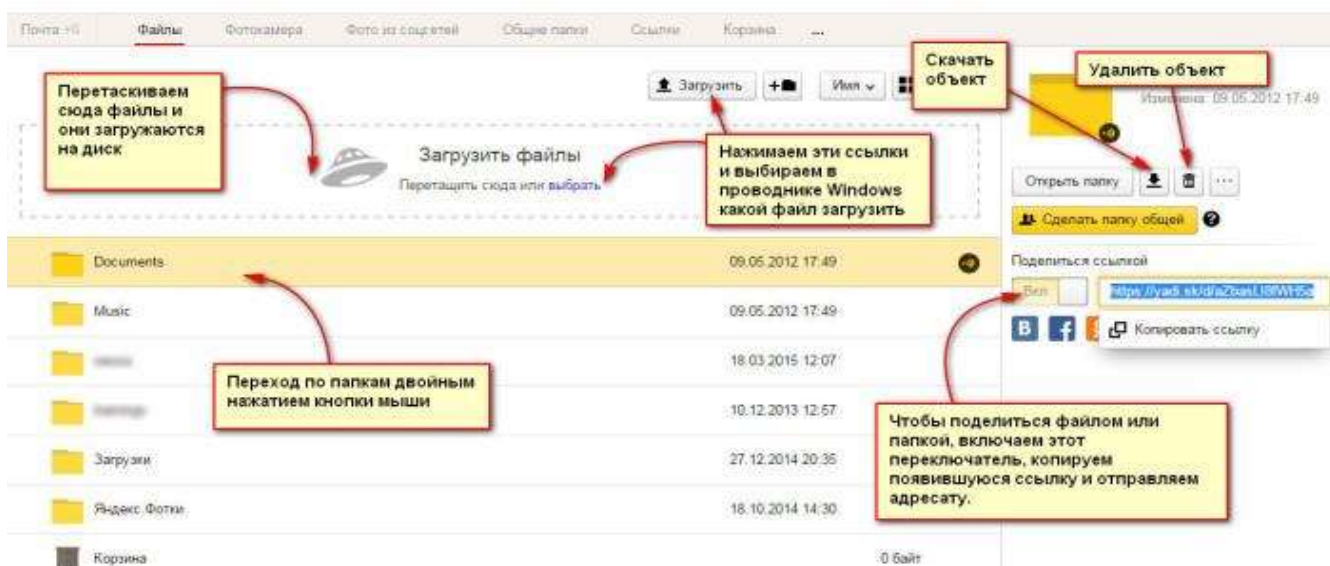 Почта +6 Файлы Фотокамера Фото из соцсетей Общие папки Ссылки Корзина ...
Перетаскиваем
сюда файлы и
они загружаются
на диск
Загрузить
Имя
Скачать
объект
Удалить объект
Изменена: 09.05.2012 17:49
Загрузить файлы
Перетащить сюда или выбрать
Нажимаем эти ссылки
и выбираем в
проводнике Windows
какой файл загрузить
Открыть папку
Сделать папку общей
Поделиться ссылкой
Вкл
Копировать ссылку
Documents 09.05.2012 17:49
Music 09.05.2012 17:49
18.03.2015 12:07
Переход по папкам двойным
нажатием кнопки мыши
10.12.2013 12:57
Чтобы поделиться файлом или
папкой, включаем этот
переключатель, копируем
появившуюся ссылку и отправляем
адресату.
Загрузки 27.12.2014 20:35
Яндекс.Фотки 18.10.2014 14:30
Корзина 0 байт